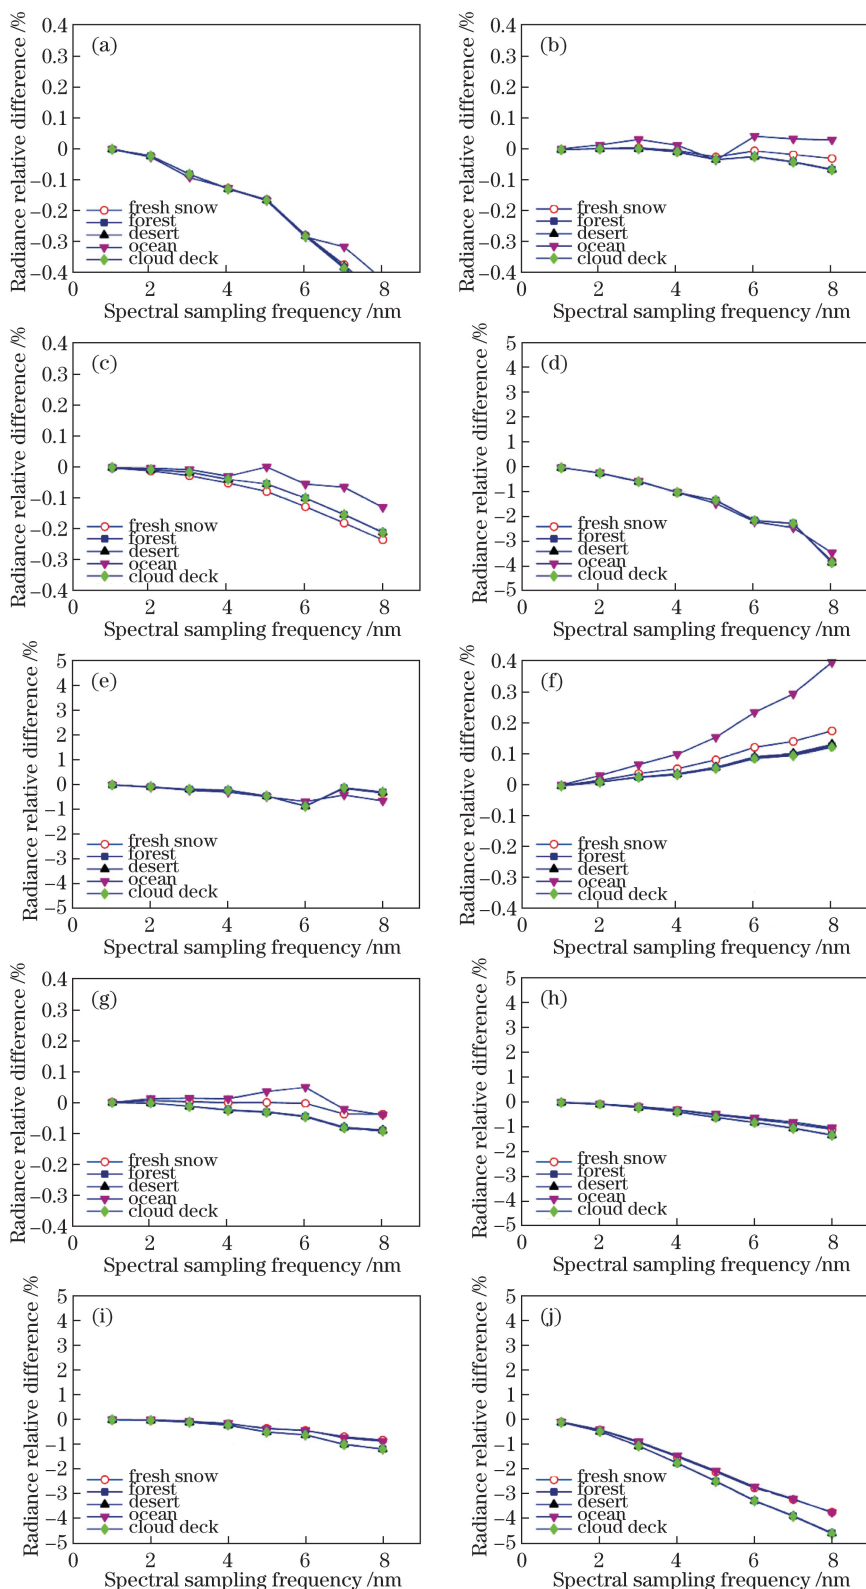 Radiance relative difference /%
0.4
0.3
0.2
0.1
0
−0.1
−0.2
−0.3
−0.4
(a)
fresh snow
forest
desert
ocean
cloud deck
0 2 4 6 8
Spectral sampling frequency /nm
Radiance relative difference /%
0.4
0.3
0.2
0.1
0
−0.1
−0.2
−0.3
−0.4
(b)
fresh snow
forest
desert
ocean
cloud deck
0 2 4 6 8
Spectral sampling frequency /nm
Radiance relative difference /%
0.4
0.3
0.2
0.1
0
−0.1
−0.2
−0.3
−0.4
(c)
fresh snow
forest
desert
ocean
cloud deck
0 2 4 6 8
Spectral sampling frequency /nm
Radiance relative difference /%
5
4
3
2
1
0
−1
−2
−3
−4
−5
(d)
fresh snow
forest
desert
ocean
cloud deck
0 2 4 6 8
Spectral sampling frequency /nm
Radiance relative difference /%
5
4
3
2
1
0
−1
−2
−3
−4
−5
(e)
fresh snow
forest
desert
ocean
cloud deck
0 2 4 6 8
Spectral sampling frequency /nm
Radiance relative difference /%
0.4
0.3
0.2
0.1
0
−0.1
−0.2
−0.3
−0.4
(f)
fresh snow
forest
desert
ocean
cloud deck
0 2 4 6 8
Spectral sampling frequency /nm
Radiance relative difference /%
0.4
0.3
0.2
0.1
0
−0.1
−0.2
−0.3
−0.4
(g)
fresh snow
forest
desert
ocean
cloud deck
0 2 4 6 8
Spectral sampling frequency /nm
Radiance relative difference /%
5
4
3
2
1
0
−1
−2
−3
−4
−5
(h)
fresh snow
forest
desert
ocean
cloud deck
0 2 4 6 8
Spectral sampling frequency /nm
Radiance relative difference /%
5
4
3
2
1
0
−1
−2
−3
−4
−5
(i)
fresh snow
forest
desert
ocean
cloud deck
0 2 4 6 8
Spectral sampling frequency /nm
Radiance relative difference /%
5
4
3
2
1
0
−1
−2
−3
−4
−5
(j)
fresh snow
forest
desert
ocean
cloud deck
0 2 4 6 8
Spectral sampling frequency /nm